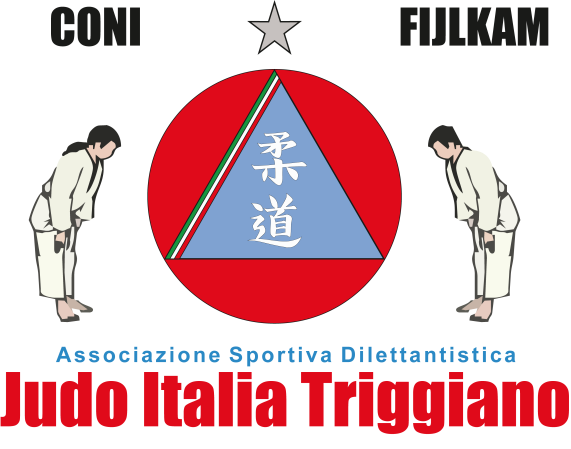 CONI FIJLKAM
柔
道
Associazione Sportiva Dilettantistica
Judo Italia Triggiano